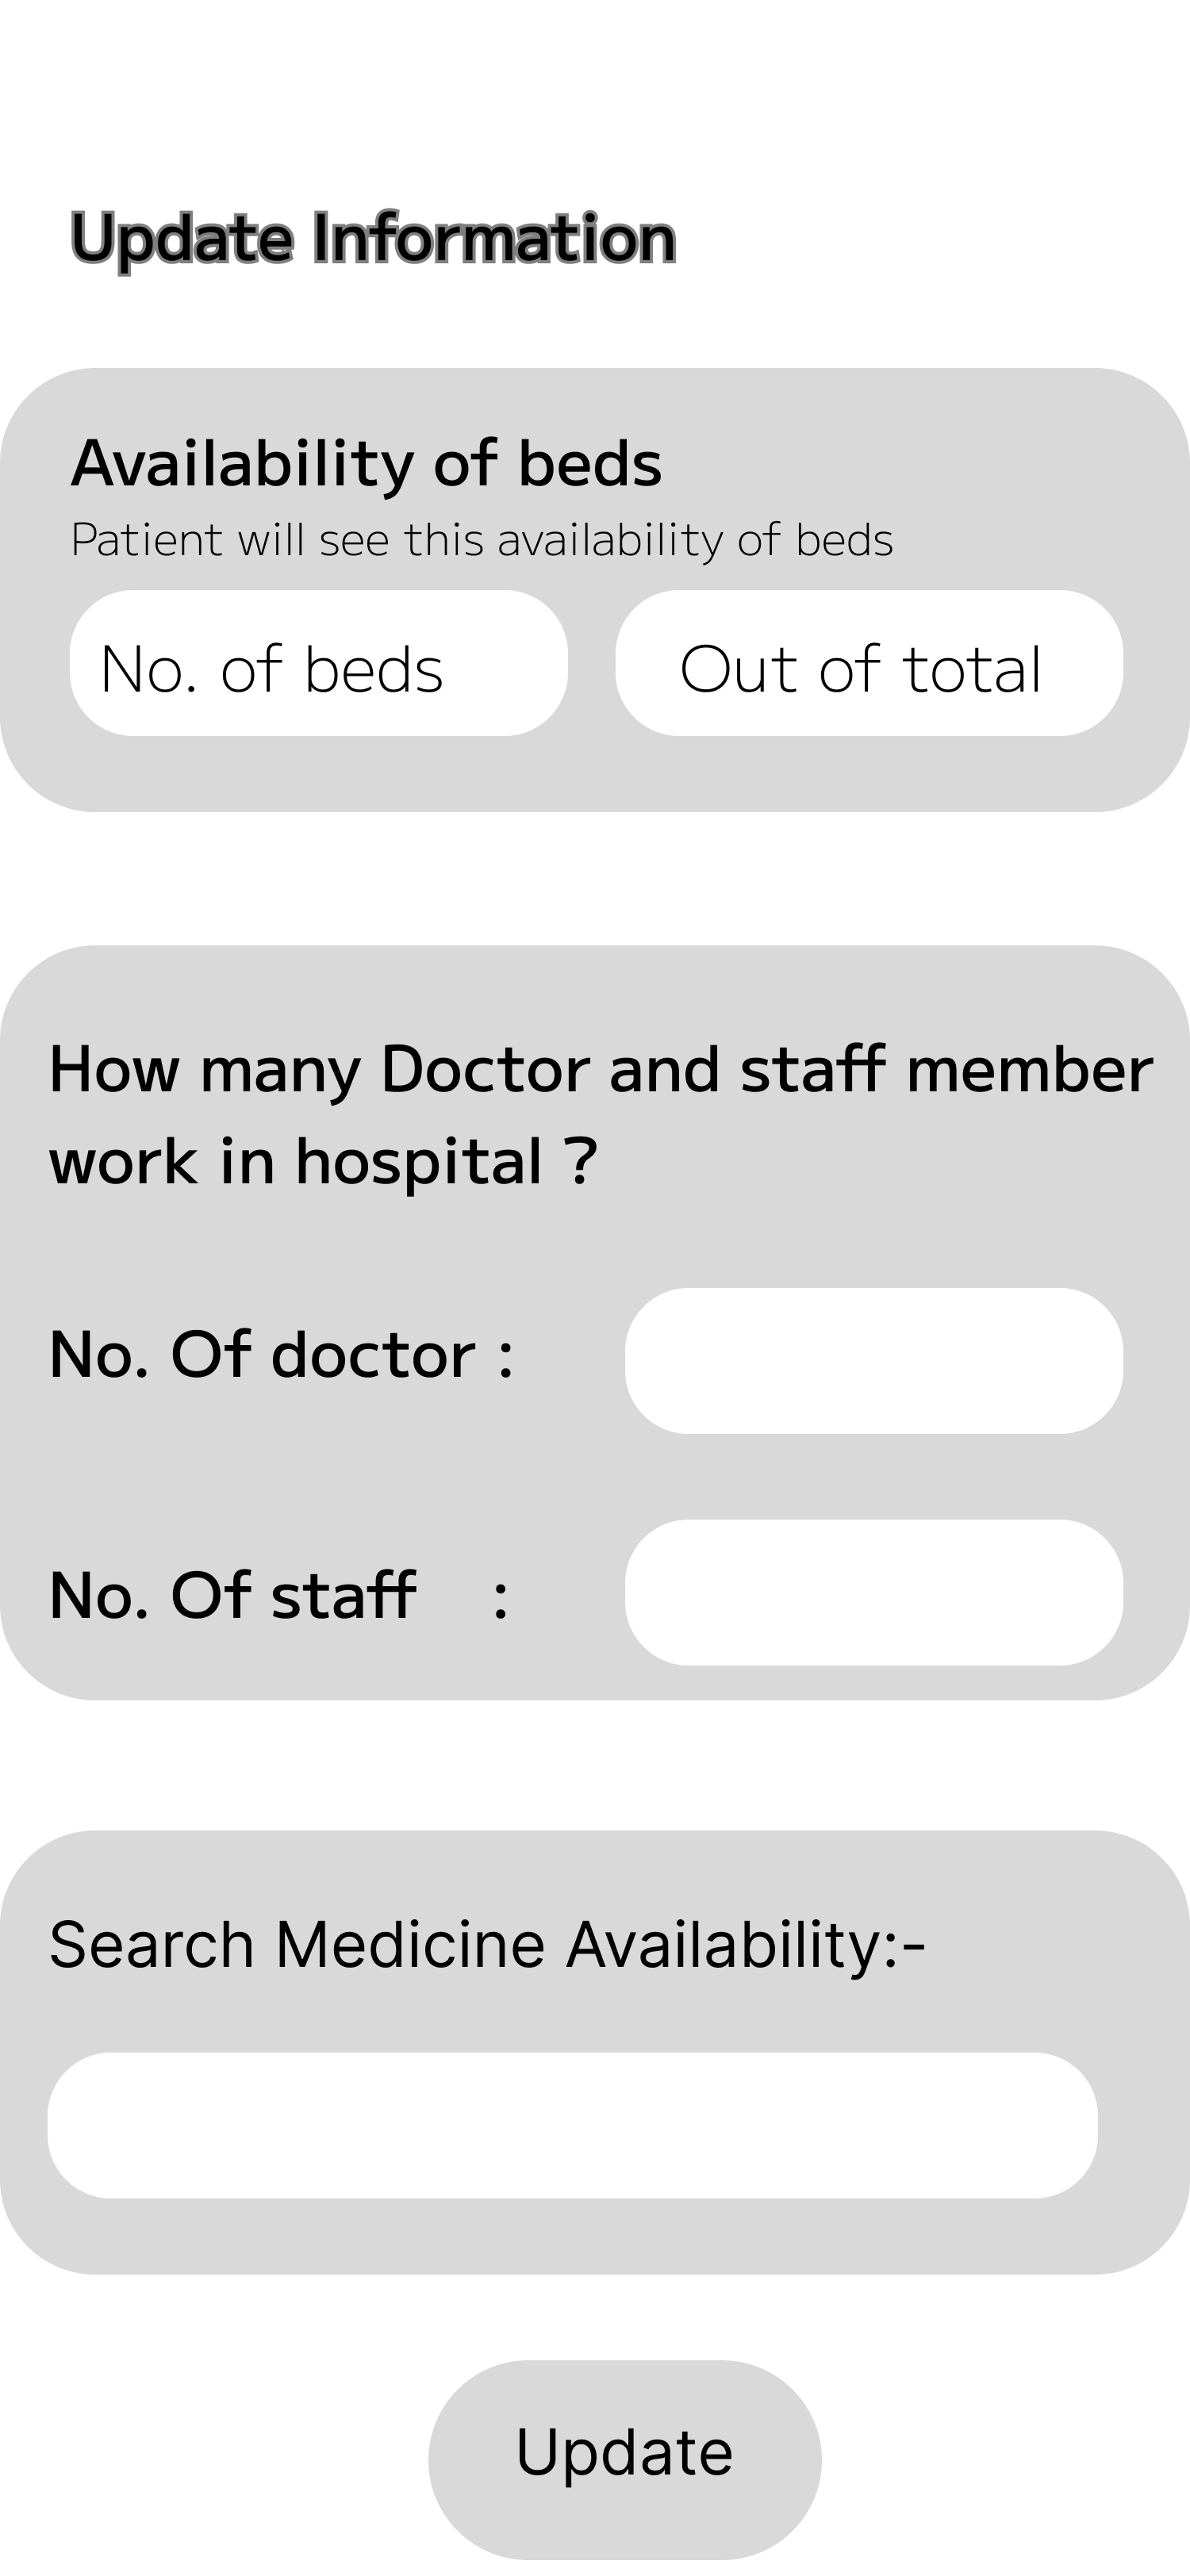 Update Information
Availability of beds
Patient will see this availability of beds
No. of beds
Out of total
How many Doctor and staff member
work in hospital ?
No. Of doctor :
No. Of staff :
Search Medicine Availability:-
Update